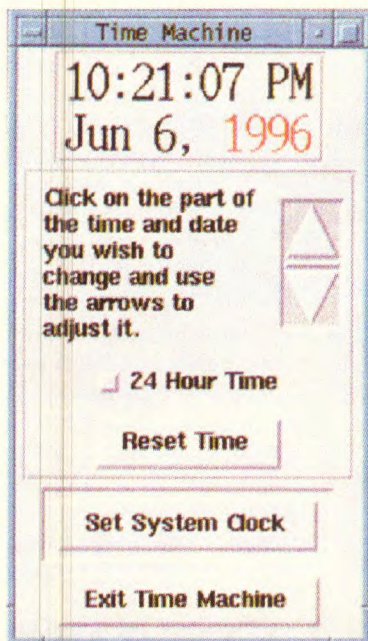 Time Machine
10:21:07 PM
Jun 6, 1996
Click on the part of
the time and date
you wish to
change and use
the arrows to
adjust it.
24 Hour Time
Reset Time
Set System Clock
Exit Time Machine